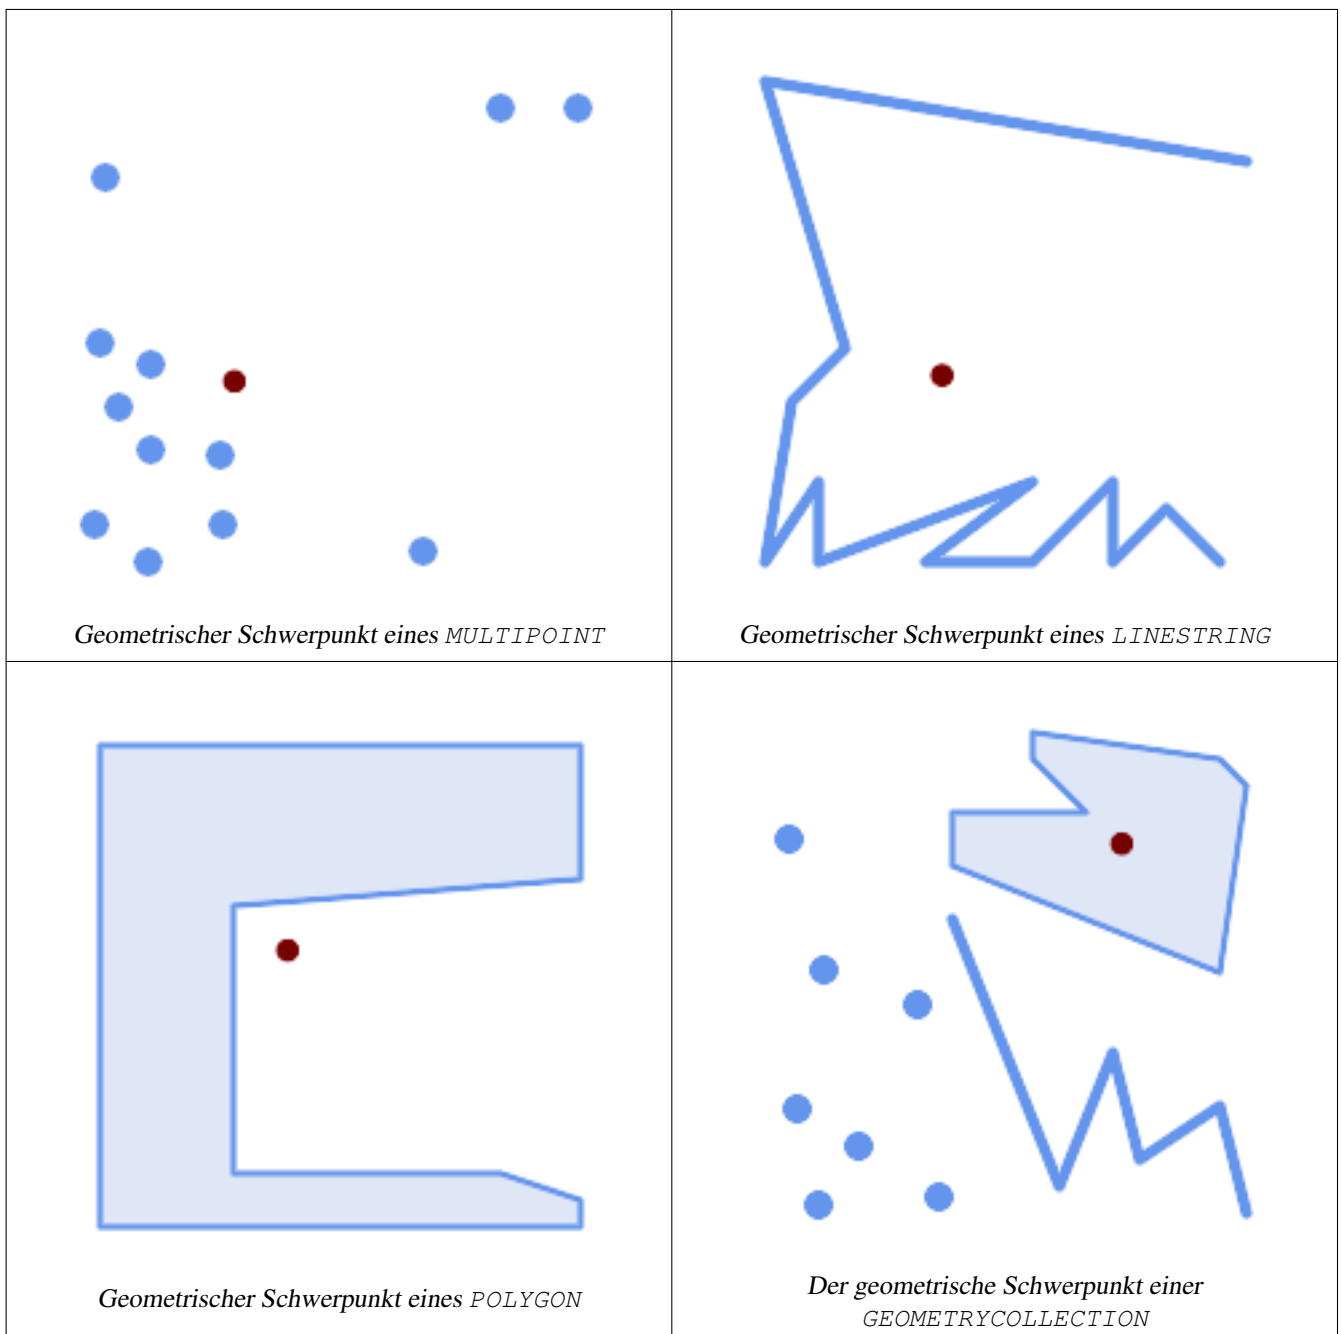 Geometrischer Schwerpunkt eines MULTIPOINT
Geometrischer Schwerpunkt eines LINESTRING
Geometrischer Schwerpunkt eines POLYGON
Der geometrische Schwerpunkt einer
GEOMETRYCOLLECTION